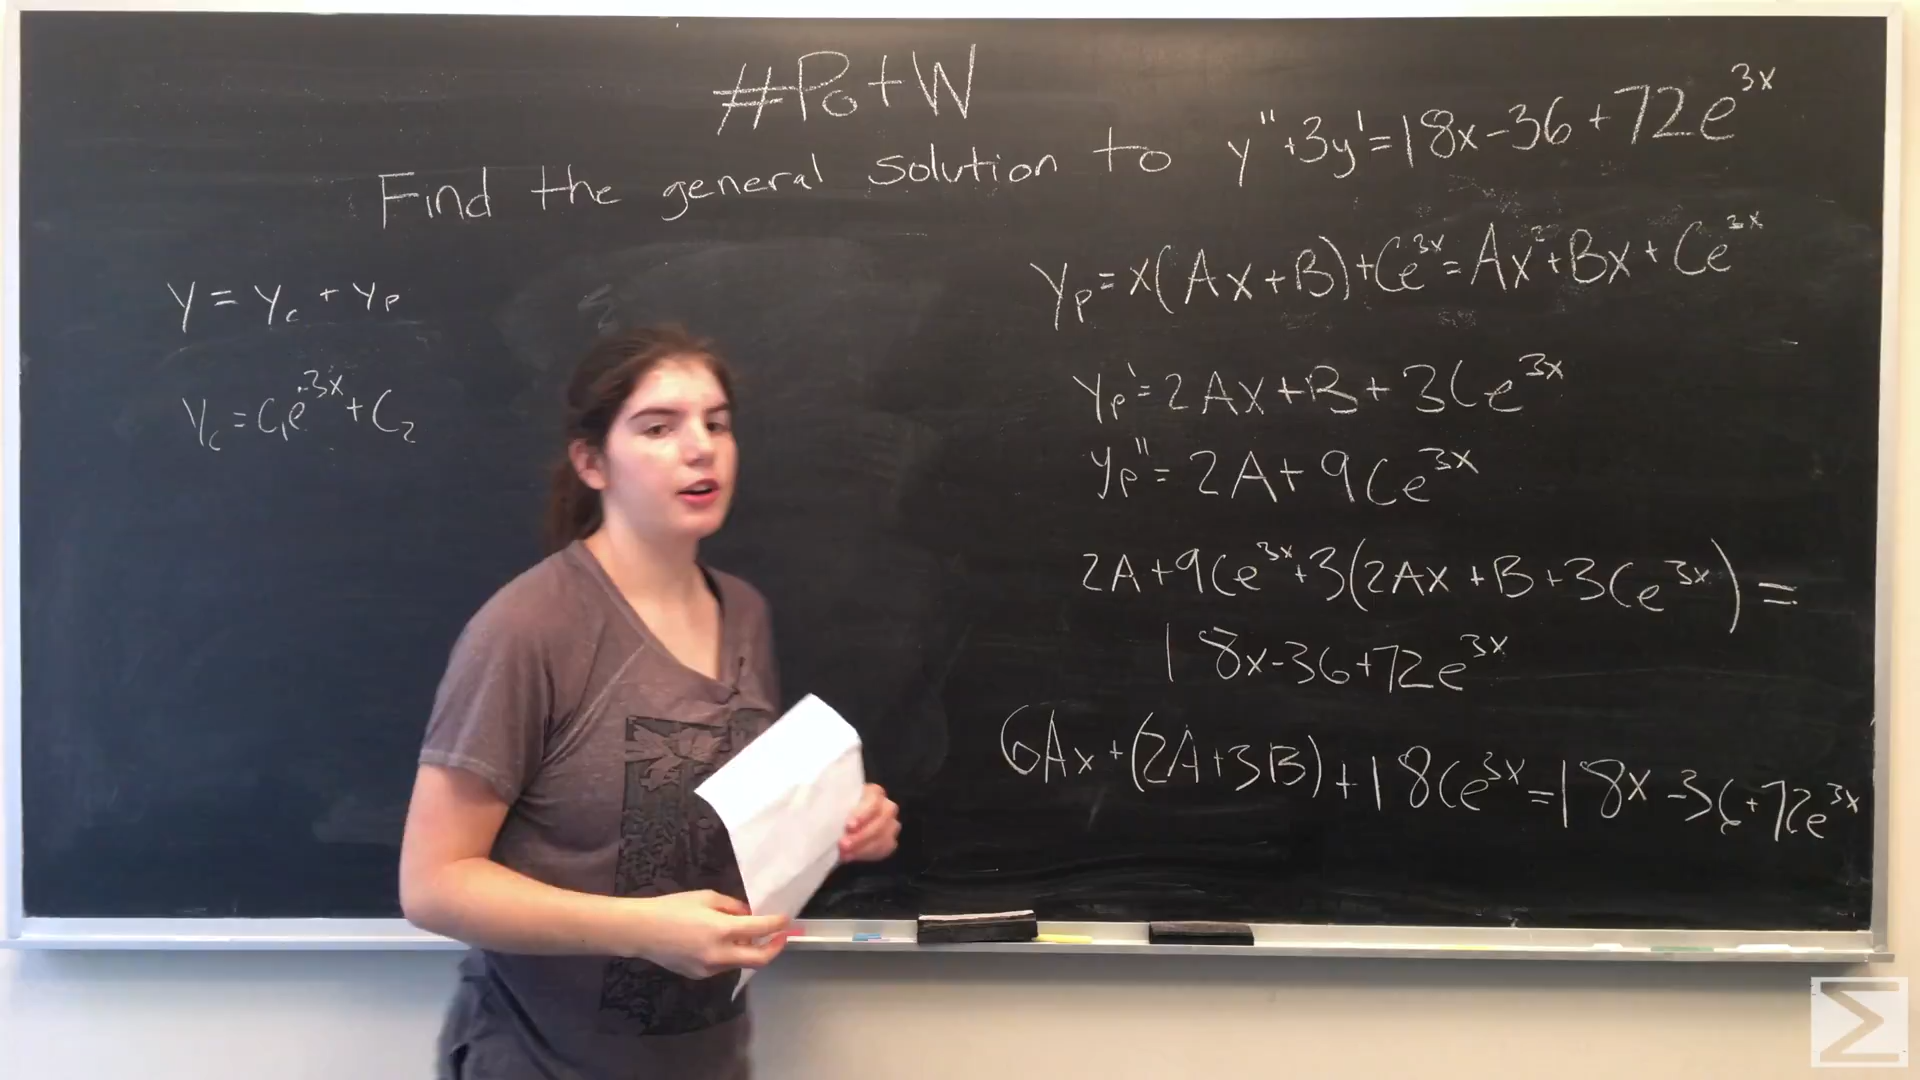 #PotW
Find the general solution to y''+3y'=18x-36+72e^{3x}
y = y_c + y_p
y_c = c_1e^{-3x} + C_2
y_p = x(Ax+B)+Ce^{3x} = Ax^2+Bx+Ce^{3x}
y_p' = 2Ax+B+3Ce^{3x}
y_p'' = 2A+9Ce^{3x}
2A+9Ce^{3x}+3(2Ax+B+3Ce^{3x}) =
18x-36+72e^{3x}
6Ax+(2A+3B)+18Ce^{3x}=18x-36+72e^{3x}
Σ